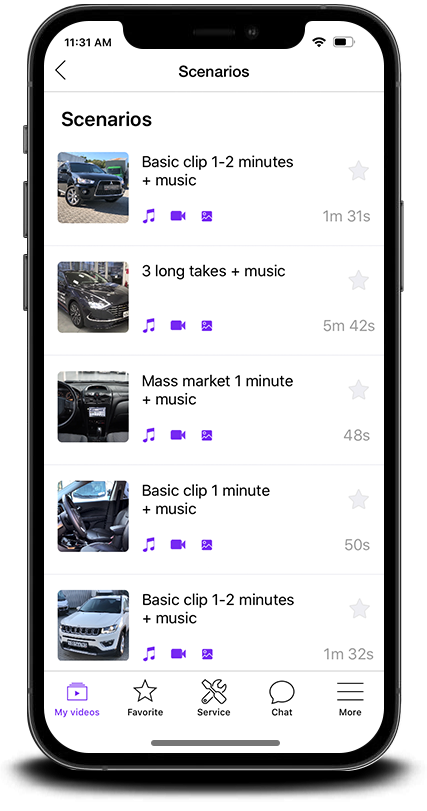 11:31 AM
Scenarios
Scenarios
Basic clip 1-2 minutes
+ music
1m 31s
3 long takes + music
5m 42s
Mass market 1 minute
+ music
48s
Basic clip 1 minute
+ music
50s
Basic clip 1-2 minutes
+ music
1m 32s
My videos
Favorite
Service
Chat
More